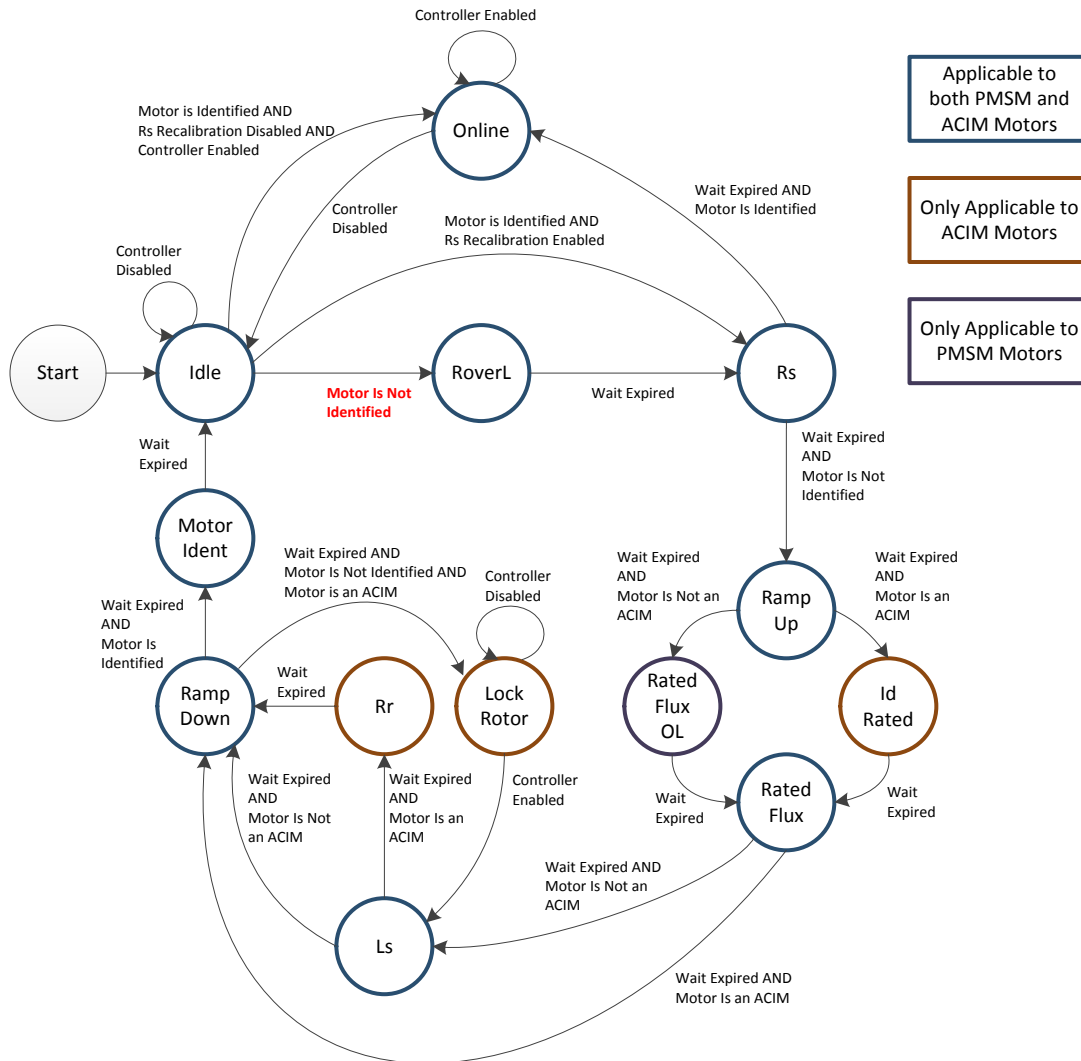 Controller Enabled
Online
Motor is Identified AND
Rs Recalibration Disabled AND
Controller Enabled
Controller
Disabled
Motor is Identified AND
Rs Recalibration Enabled
Wait Expired AND
Motor Is Identified
Applicable to
both PMSM and
ACIM Motors
Only Applicable to
ACIM Motors
Only Applicable to
PMSM Motors
Controller
Disabled
Start
Idle
Motor Is Not
Identified
RoverL
Wait Expired
Rs
Wait
Expired
Wait Expired
AND
Motor Is Not
Identified
Motor
Ident
Wait Expired AND
Motor Is Not Identified AND
Motor is an ACIM
Controller
Disabled
Wait Expired
AND
Motor Is Not an
ACIM
Ramp
Up
Wait Expired
AND
Motor Is an
ACIM
Wait Expired
AND
Motor Is
Identified
Ramp
Down
Wait
Expired
Rr
Lock
Rotor
Rated
Flux
OL
Id
Rated
Wait Expired
AND
Motor Is Not
an ACIM
Wait Expired
AND
Motor Is an
ACIM
Controller
Enabled
Wait
Expired
Rated
Flux
Wait
Expired
Wait Expired AND
Motor Is Not an
ACIM
Ls
Wait Expired AND
Motor Is an ACIM